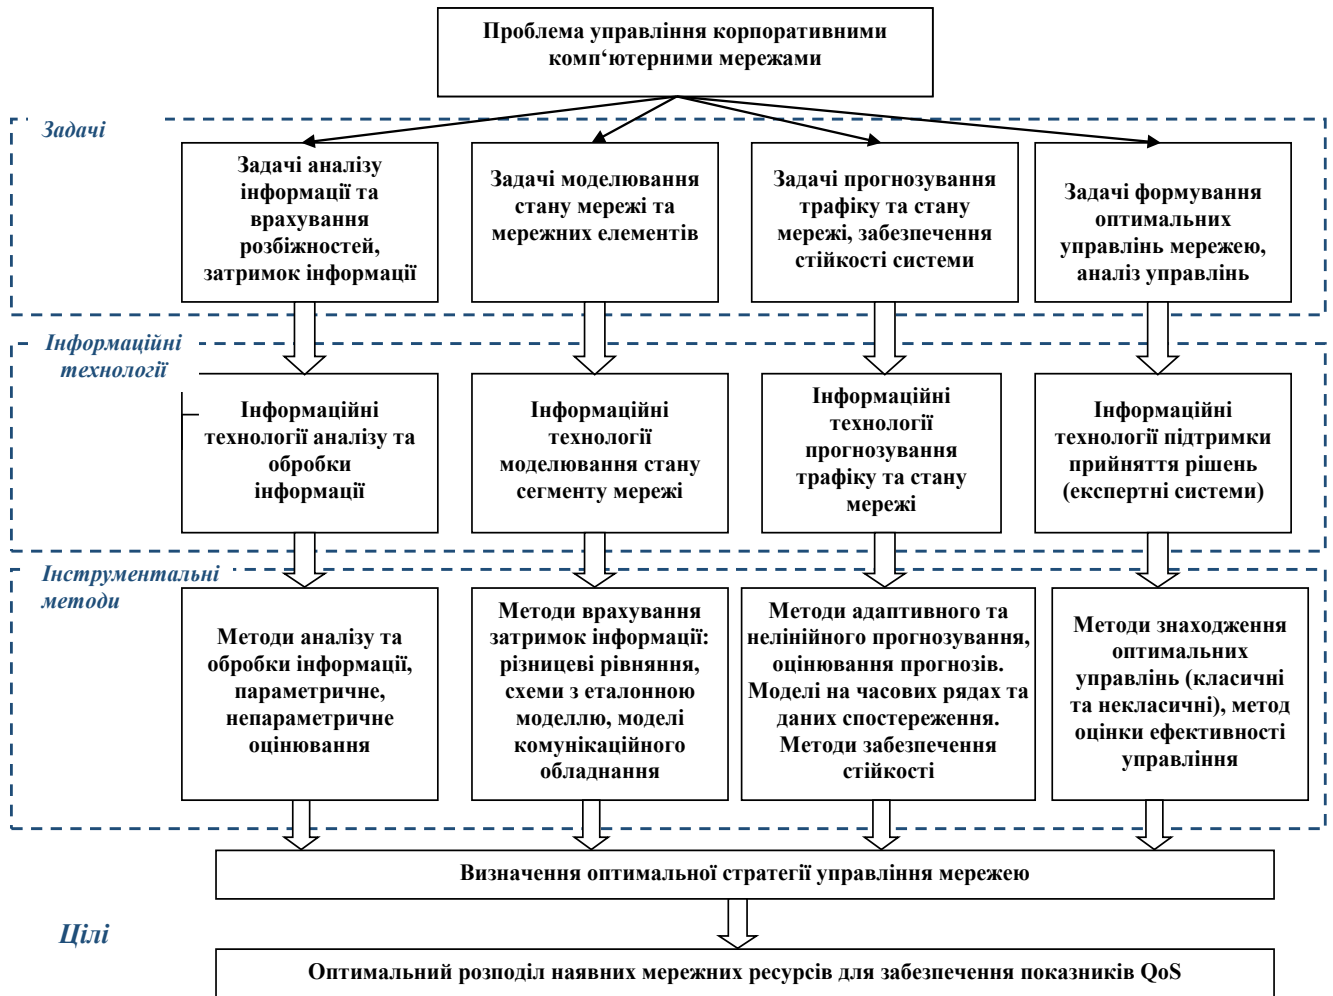 Проблема управління корпоративними
комп‘ютерними мережами
Задачі
Задачі аналізу
інформації та
врахування
розбіжностей,
затримок інформації
Задачі моделювання
стану мережі та
мережних елементів
Задачі прогнозування
трафіку та стану
мережі, забезпечення
стійкості системи
Задачі формування
оптимальних
управлінь мережею,
аналіз управлінь
Інформаційні
технології
Інформаційні
технології аналізу та
обробки
інформації
Інформаційні
технології
моделювання стану
сегменту мережі
Інформаційні
технології
прогнозування
трафіку та стану
мережі
Інформаційні
технології підтримки
прийняття рішень
(експертні системи)
Інструментальні
методи
Методи аналізу та
обробки інформації,
параметричне,
непараметричне
оцінювання
Методи врахування
затримок інформації:
різницеві рівняння,
схеми з еталонною
моделлю, моделі
комунікаційного
обладнання
Методи адаптивного та
нелінійного прогнозування,
оцінювання прогнозів.
Моделі на часових рядах та
даних спостереження.
Методи забезпечення
стійкості
Методи знаходження
оптимальних
управлінь (класичні
та некласичні), метод
оцінки ефективності
управління
Визначення оптимальної стратегії управління мережею
Цілі
Оптимальний розподіл наявних мережних ресурсів для забезпечення показників QoS